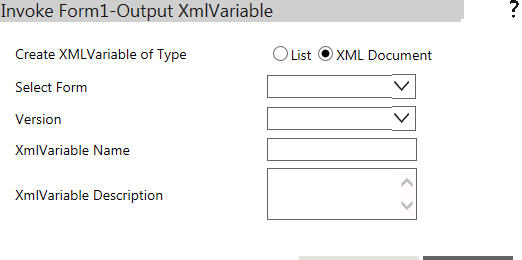 Invoke Form1-Output XmlVariable ?
Create XMLVariable of Type List XML Document
Select Form
Version
XmlVariable Name
XmlVariable Description